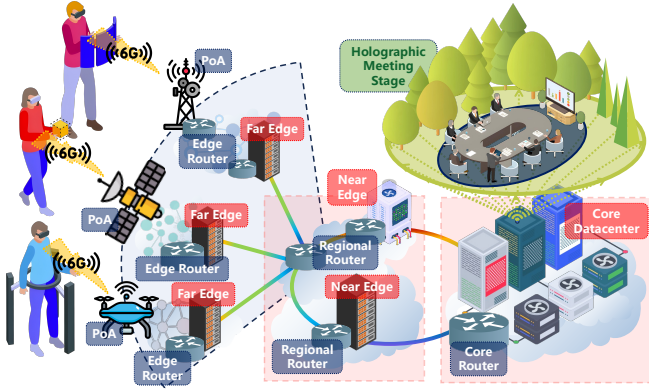 ((6G))
PoA
Holographic
Meeting
Stage
Edge
Router
Far Edge
((6G))
PoA
Far Edge
Edge Router
Near
Edge
Regional
Router
Core
Datacenter
((6G))
PoA
Far Edge
Edge
Router
Near Edge
Regional
Router
Core
Router